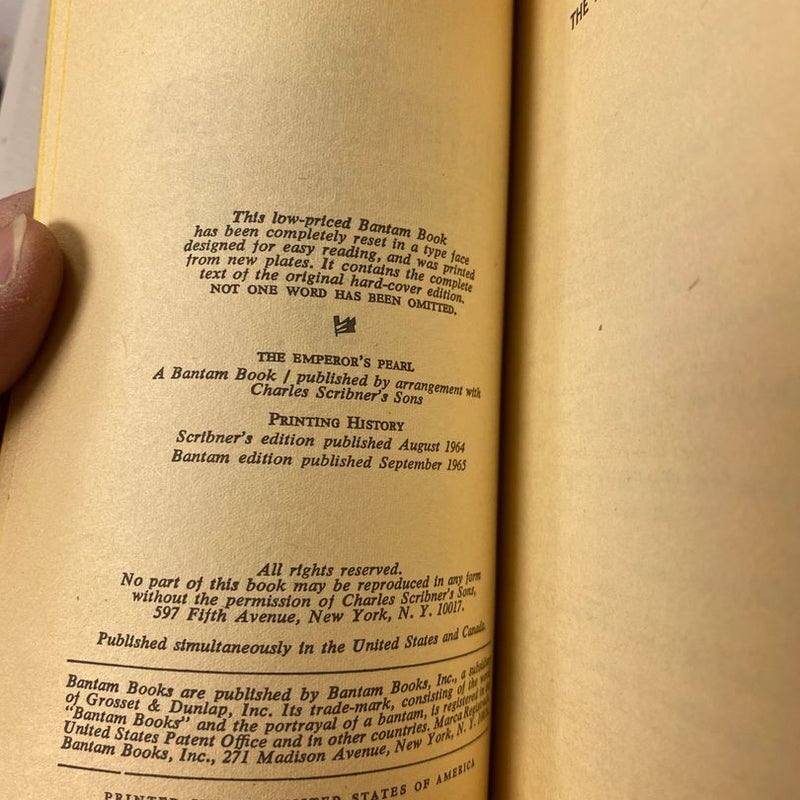 THE
This low-priced Bantam Book
has been completely reset in a type face
designed for easy reading, and was printed
from new plates. It contains the complete
text of the original hard-cover edition.
NOT ONE WORD HAS BEEN OMITTED.
THE EMPEROR'S PEARL
A Bantam Book / published by arrangement with
Charles Scribner's Sons
PRINTING HISTORY
Scribner's edition published August 1964
Bantam edition published September 1965
All rights reserved.
No part of this book may be reproduced in any form
without the permission of Charles Scribner's Sons,
597 Fifth Avenue, New York, N. Y. 10017.
Published simultaneously in the United States and Canada.
Bantam Books are published by Bantam Books, Inc., a
of Grosset & Dunlap, Inc. Its trade-mark, consisting of the
"Bantam Books" and the portrayal of a bantam, is registered in
United States Patent Office and in other countries. Marca
Bantam Books, Inc., 271 Madison Avenue, New York, N. Y.
STATES OF AMERICA